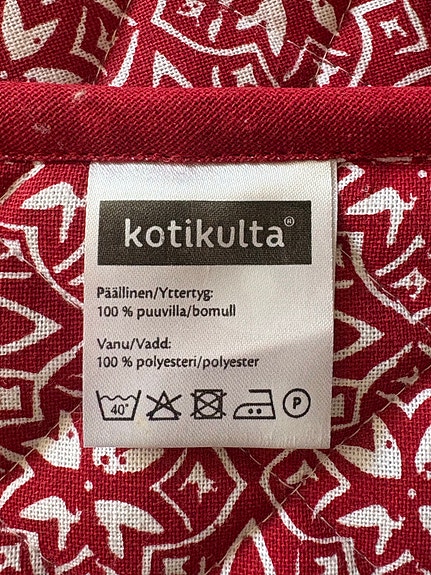 kotikulta®
Päällinen/Yttertyg:
100 % puuvilla/bomull
Vanu/Vadd:
100 % polyesteri/polyester
40° P